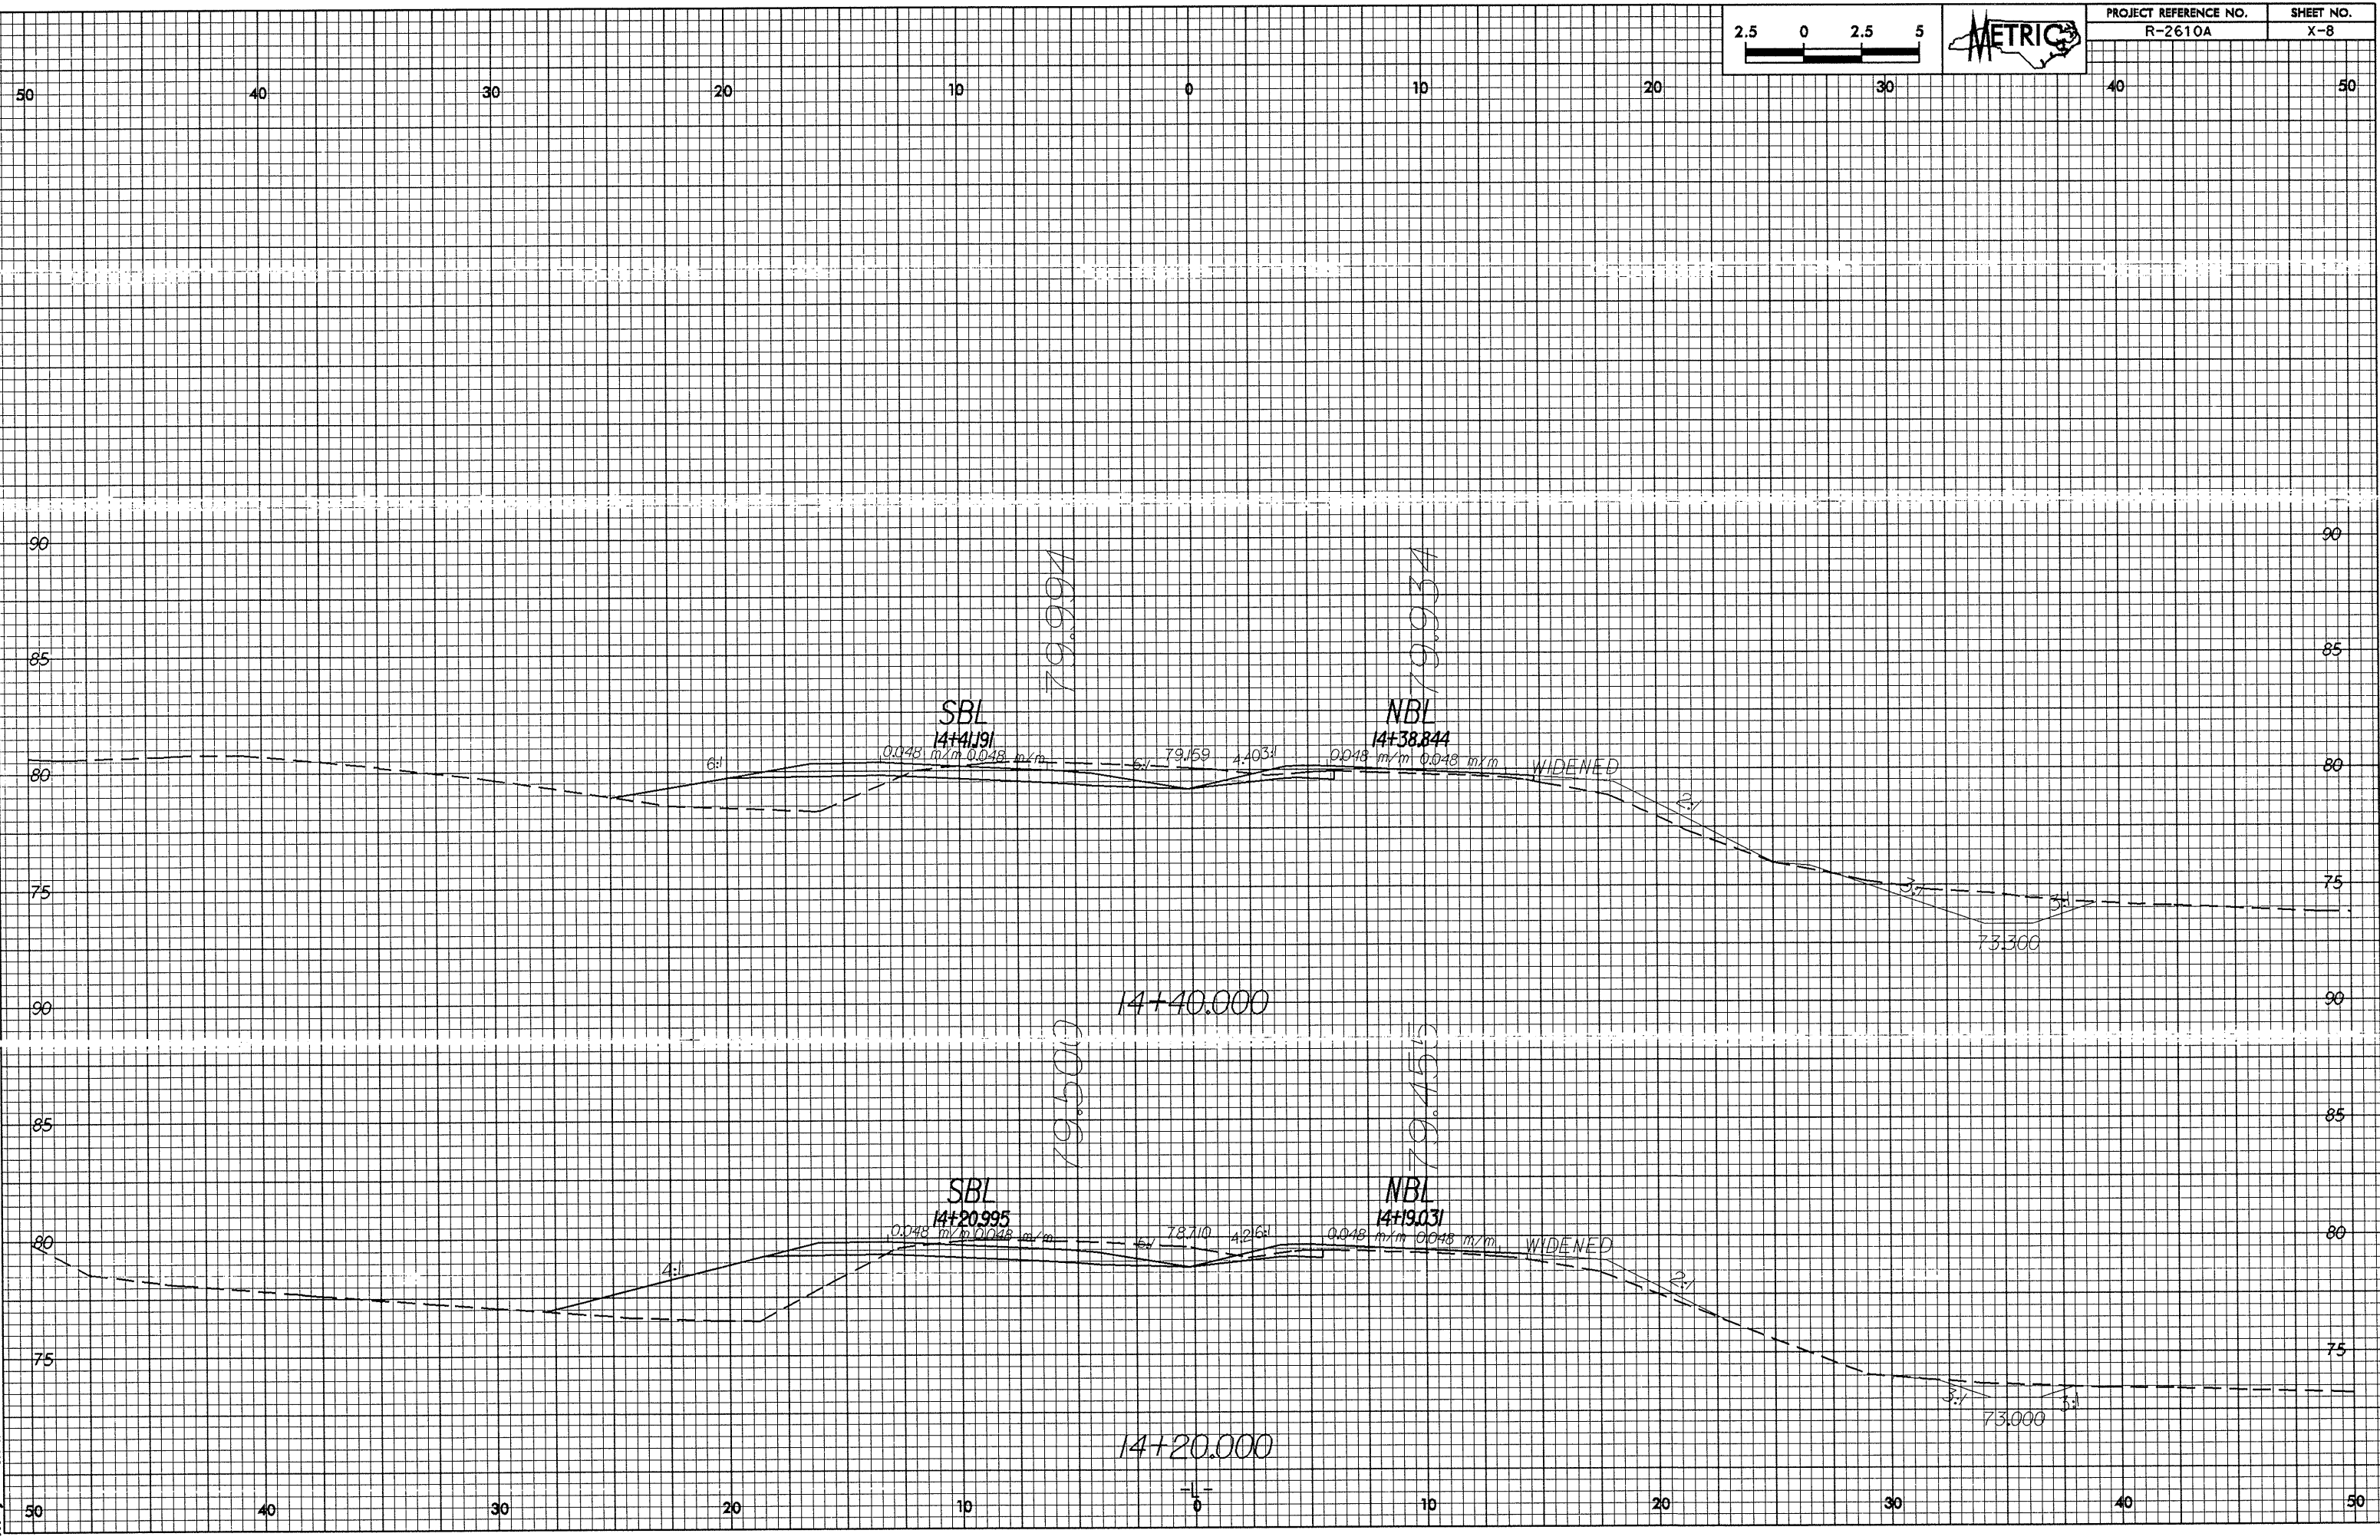 PROJECT REFERENCE NO. SHEET NO.
R-2610A X-8
2.5 0 2.5 5
METRIC
50 40 30 20 10 0 10 20 30 40 50
90 90
79.994 79.934
85 85
SBL NBL
14+41.191 14+38.844
0.048 m/m 0.048 m/m 79.159 4.403:1 0.048 m/m 0.048 m/m
80 6:1 6:1 WIDENED 80
2:1
75 3:1 3:1 75
73.300
90 14+40.000 90
79.500 79.455
85 85
SBL NBL
14+20.995 14+19.031
0.048 m/m 0.048 m/m 78.710 4.216:1 0.048 m/m 0.048 m/m
80 6:1 WIDENED 80
4:1 2:1
75 75
3:1 3:1
73.000
14+20.000
-L-
50 40 30 20 10 0 10 20 30 40 50